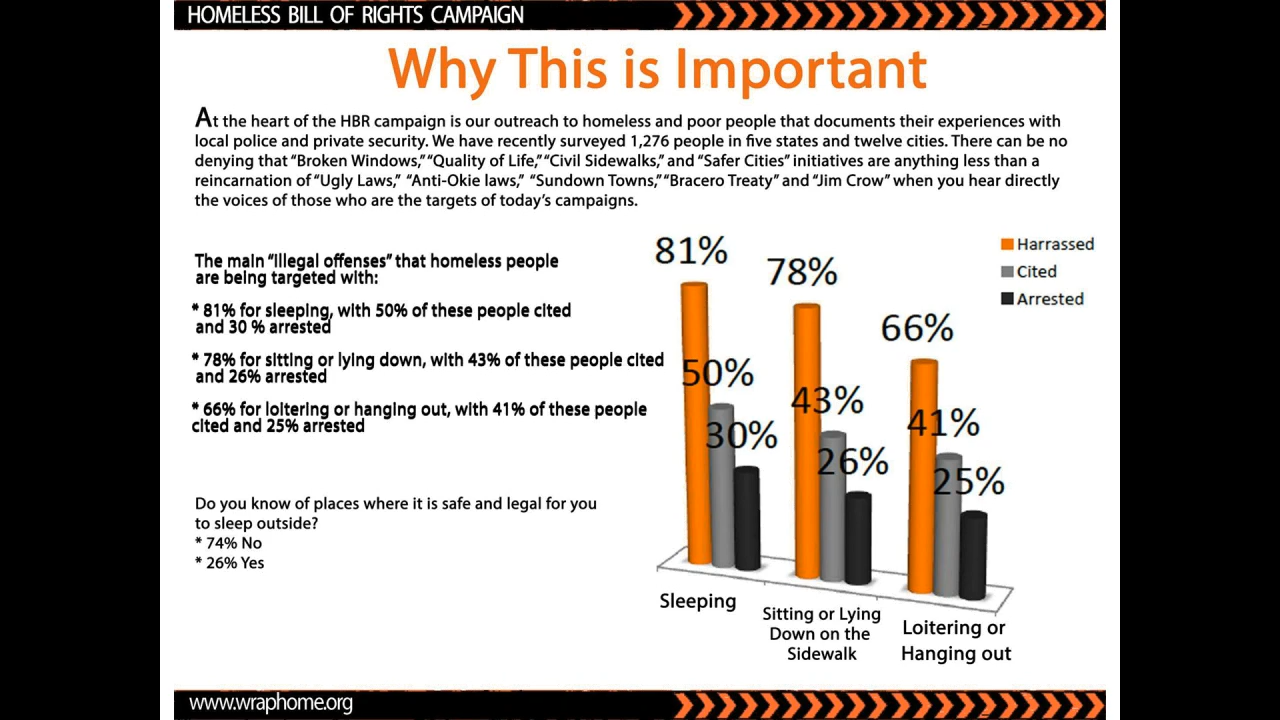 HOMELESS BILL OF RIGHTS CAMPAIGN
Why This is Important
At the heart of the HBR campaign is our outreach to homeless and poor people that documents their experiences with
local police and private security. We have recently surveyed 1,276 people in five states and twelve cities. There can be no
denying that “Broken Windows,” “Quality of Life,” “Civil Sidewalks,” and “Safer Cities” initiatives are anything less than a
reincarnation of “Ugly Laws,” “Anti-Okie laws,” “Sundown Towns,” “Bracero Treaty” and “Jim Crow” when you hear directly
the voices of those who are the targets of today’s campaigns.
The main “illegal offenses” that homeless people
are being targeted with:
* 81% for sleeping, with 50% of these people cited
and 30 % arrested
* 78% for sitting or lying down, with 43% of these people cited
and 26% arrested
* 66% for loitering or hanging out, with 41% of these people
cited and 25% arrested
Do you know of places where it is safe and legal for you
to sleep outside?
* 74% No
* 26% Yes
Harrassed
Cited
Arrested
81%
50%
30%
78%
43%
26%
66%
41%
25%
Sleeping
Sitting or Lying
Down on the
Sidewalk
Loitering or
Hanging out
www.wraphome.org